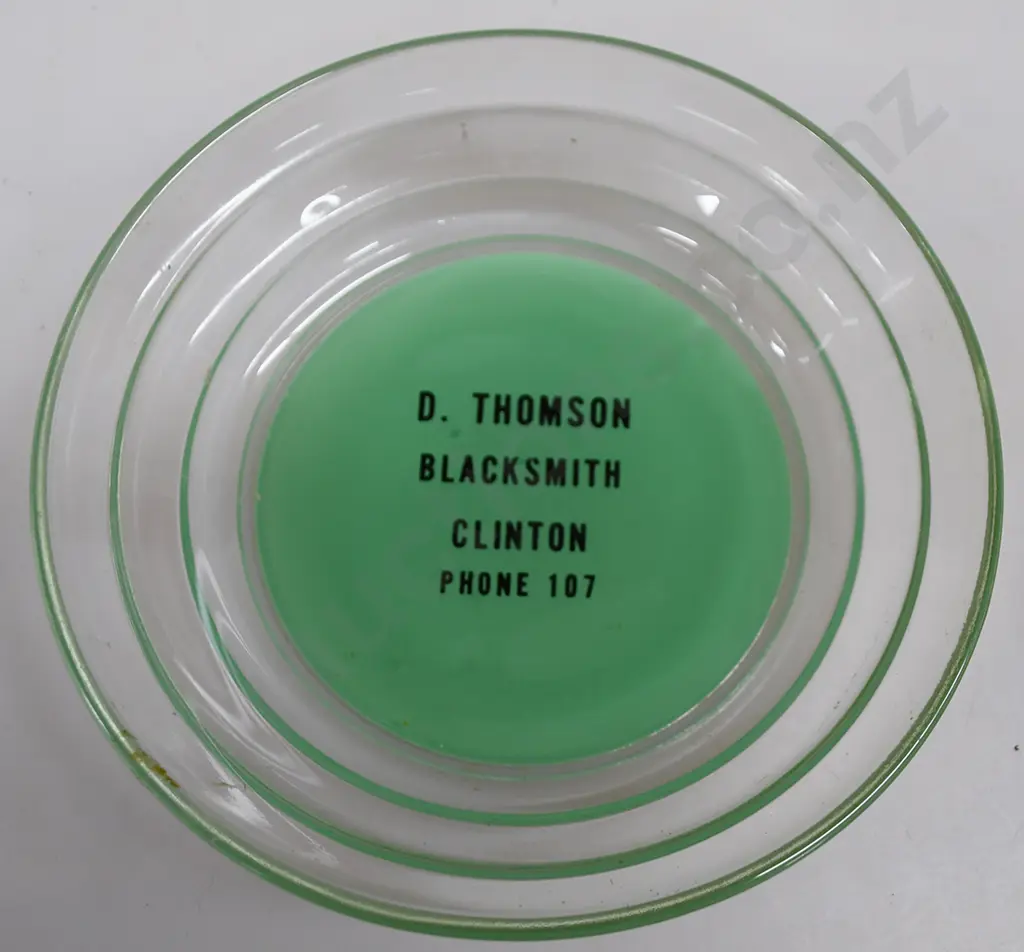 D. THOMSON
BLACKSMITH
CLINTON
PHONE 107